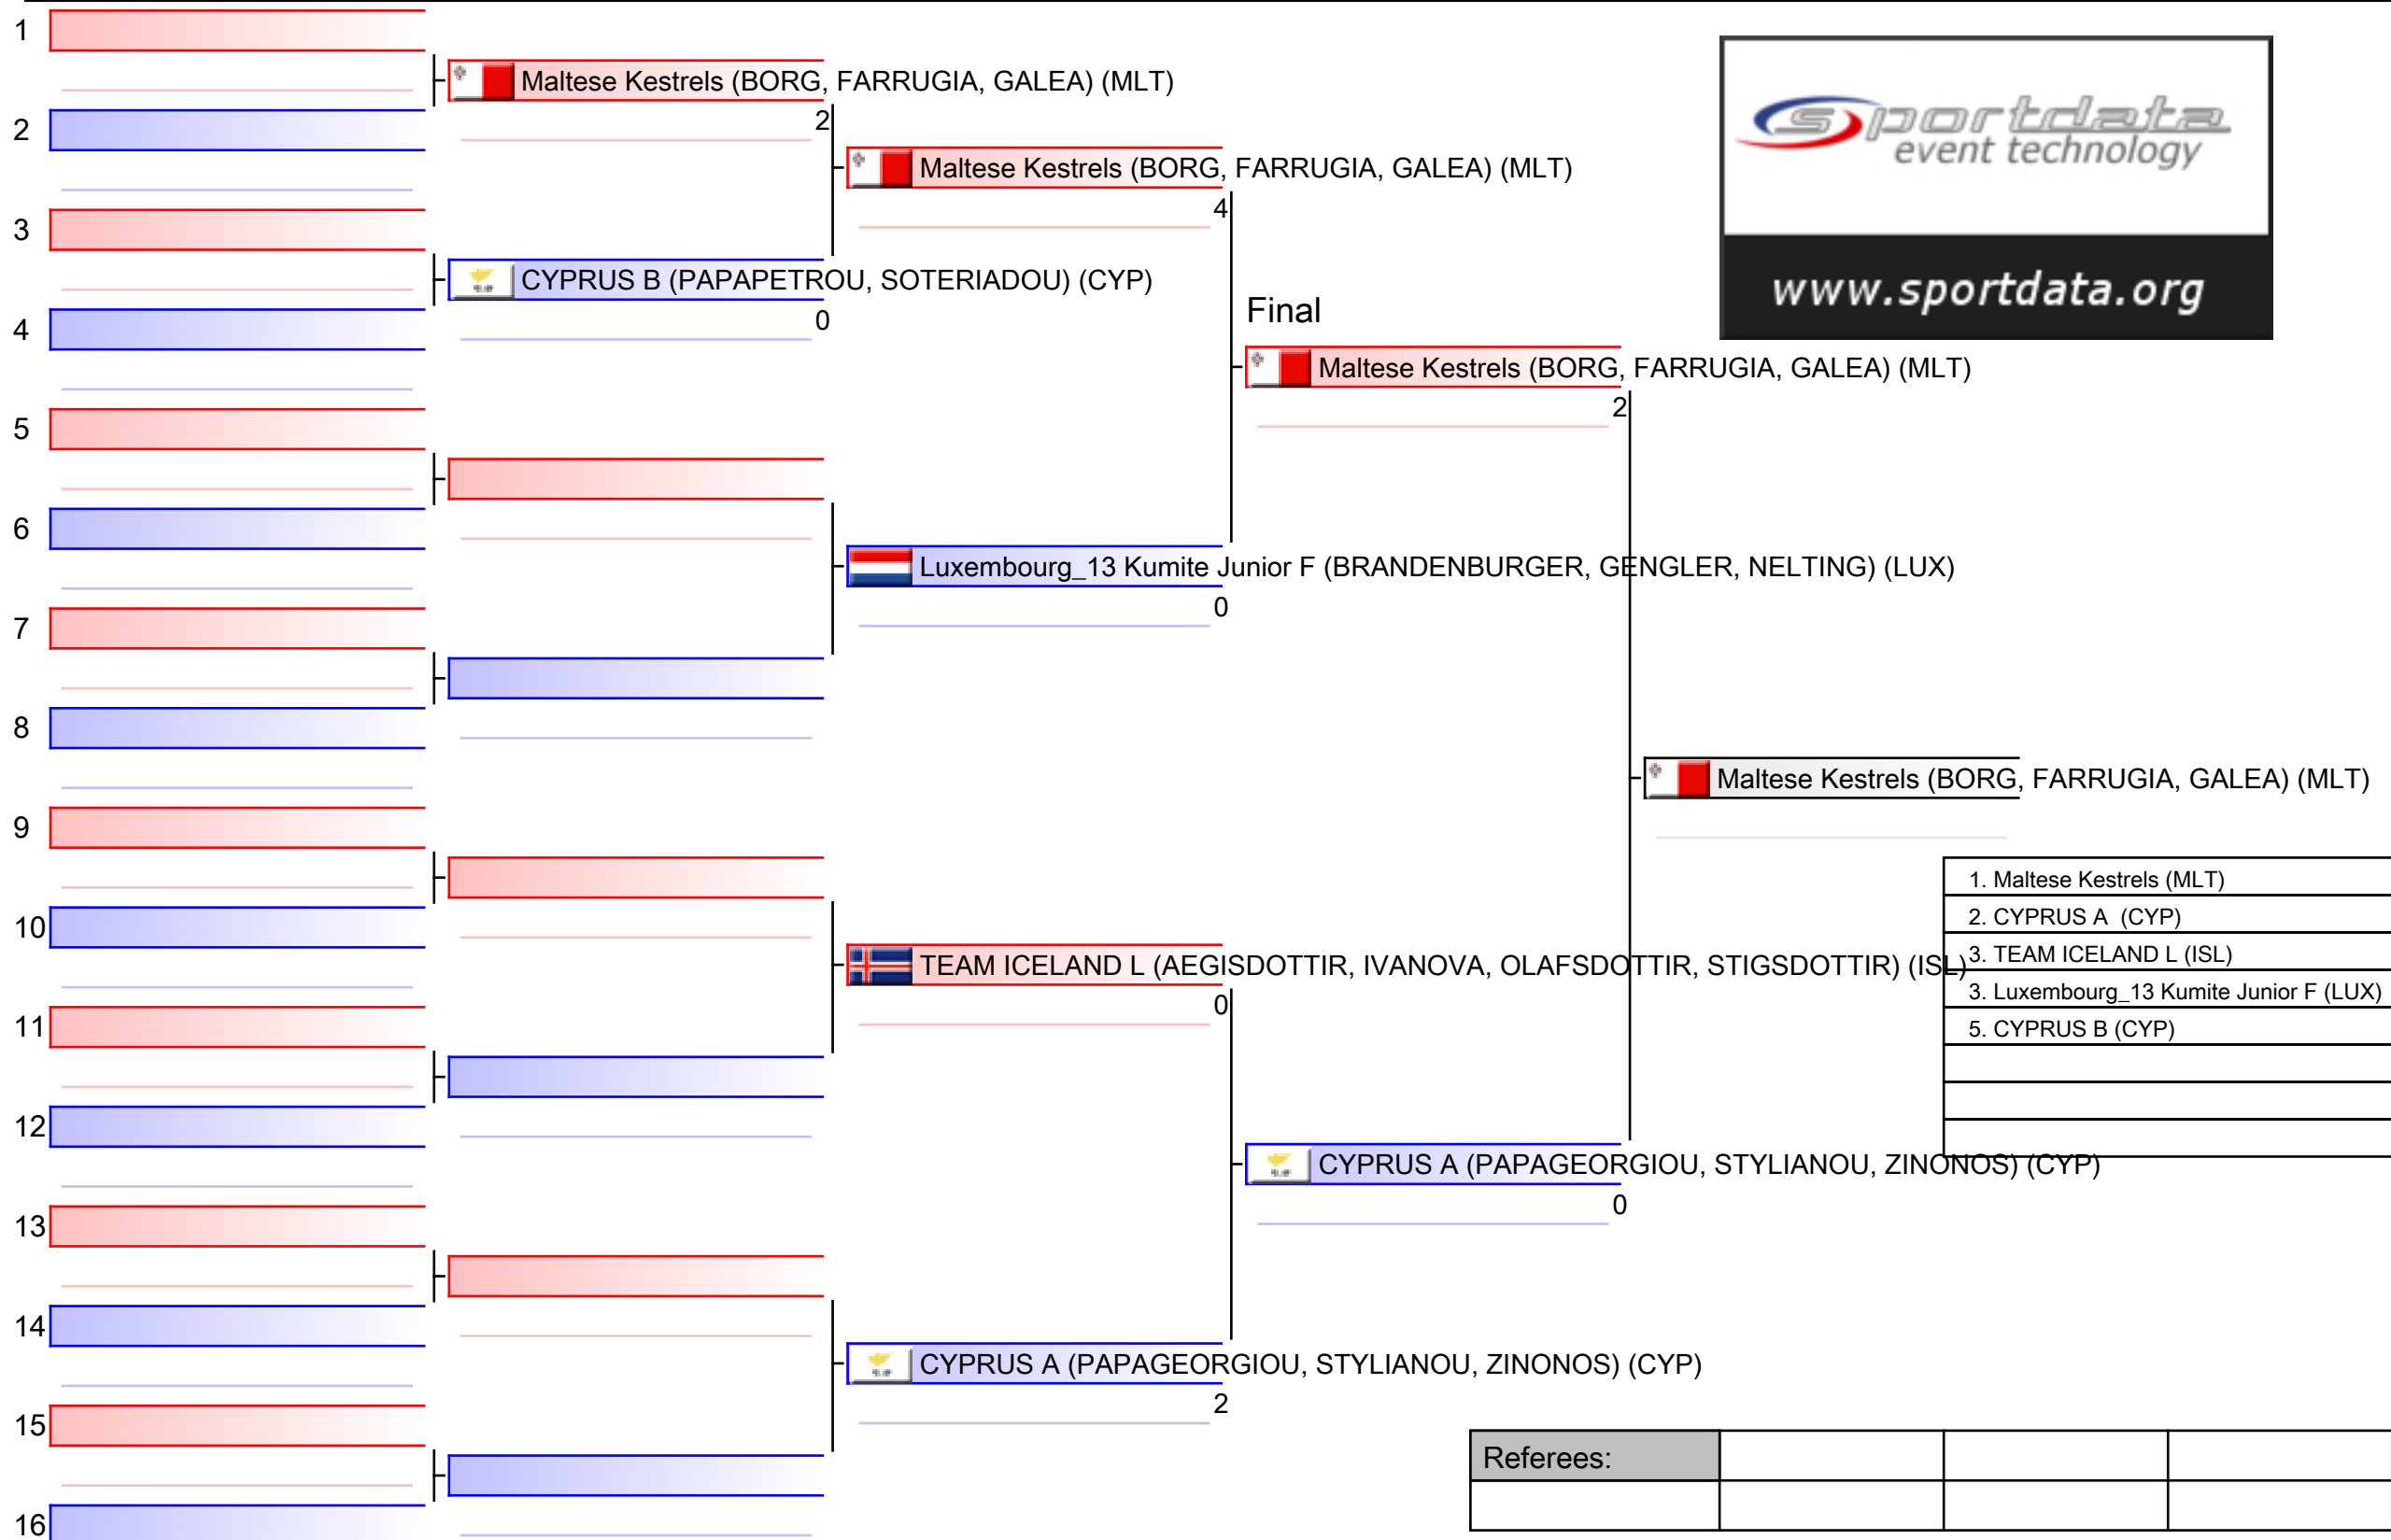 1
Maltese Kestrels (BORG, FARRUGIA, GALEA) (MLT)
2
2
Maltese Kestrels (BORG, FARRUGIA, GALEA) (MLT)
4
3
CYPRUS B (PAPAPETROU, SOTERIADOU) (CYP)
0
4
sportdata
event technology
www.sportdata.org
Final
Maltese Kestrels (BORG, FARRUGIA, GALEA) (MLT)
2
5
6
Luxembourg_13 Kumite Junior F (BRANDENBURGER, GENGLER, NELTING) (LUX)
0
7
8
Maltese Kestrels (BORG, FARRUGIA, GALEA) (MLT)
9
1. Maltese Kestrels (MLT)
2. CYPRUS A (CYP)
3. TEAM ICELAND L (ISL)
3. Luxembourg_13 Kumite Junior F (LUX)
5. CYPRUS B (CYP)
10
TEAM ICELAND L (AEGISDOTTIR, IVANOVA, OLAFSDOTTIR, STIGSDOTTIR) (ISL)
0
11
12
CYPRUS A (PAPAGEORGIOU, STYLIANOU, ZINONOS) (CYP)
0
13
14
CYPRUS A (PAPAGEORGIOU, STYLIANOU, ZINONOS) (CYP)
2
15
Referees:
16